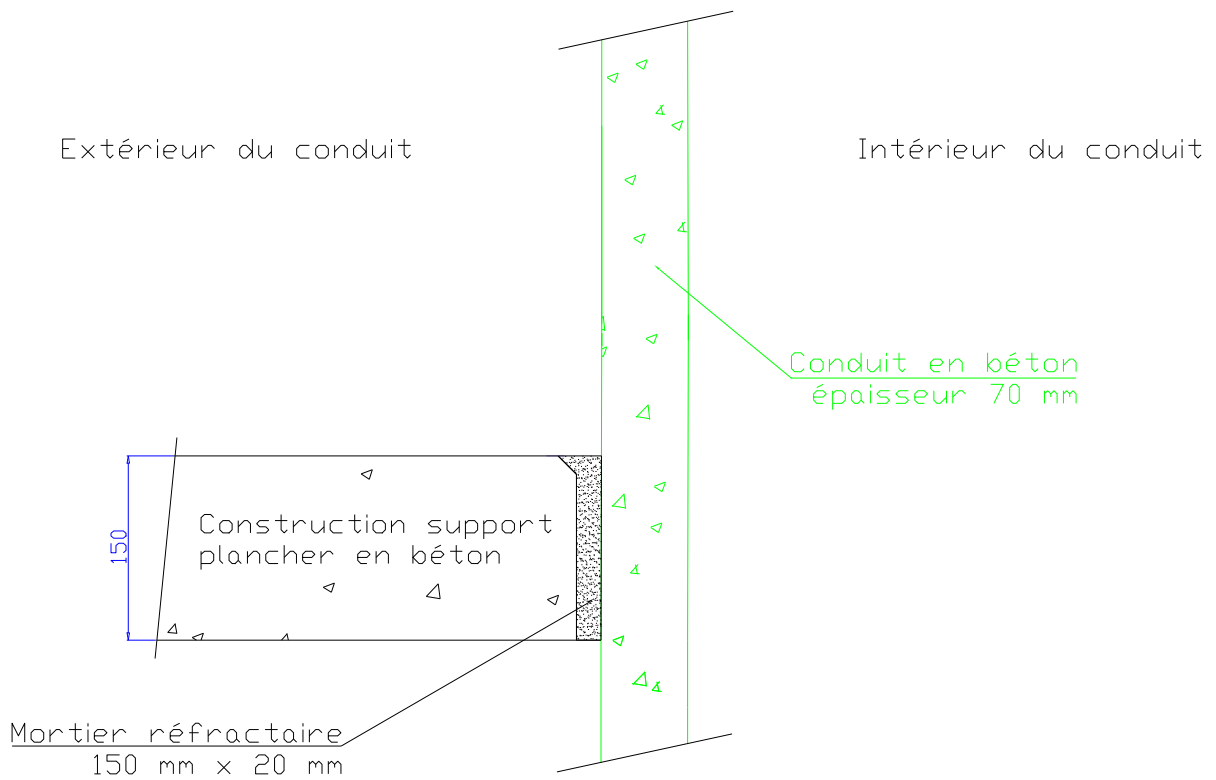 Extérieur du conduit
Intérieur du conduit
Conduit en béton
épaisseur 70 mm
150
Construction support
plancher en béton
Mortier réfractaire
150 mm x 20 mm